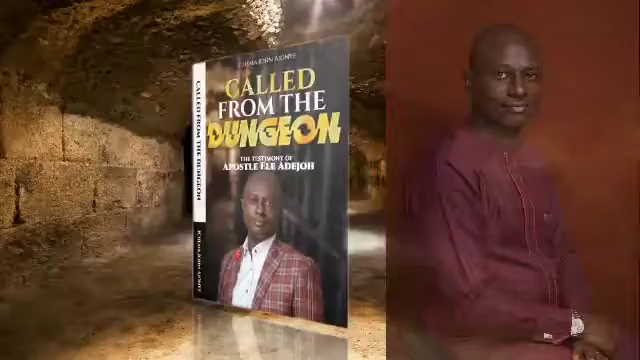 CALLED
FROM THE
DUNGEON
THE TESTIMONY OF
APOSTLE ELE ADEJOH
CALLED FROM THE DUNGEON